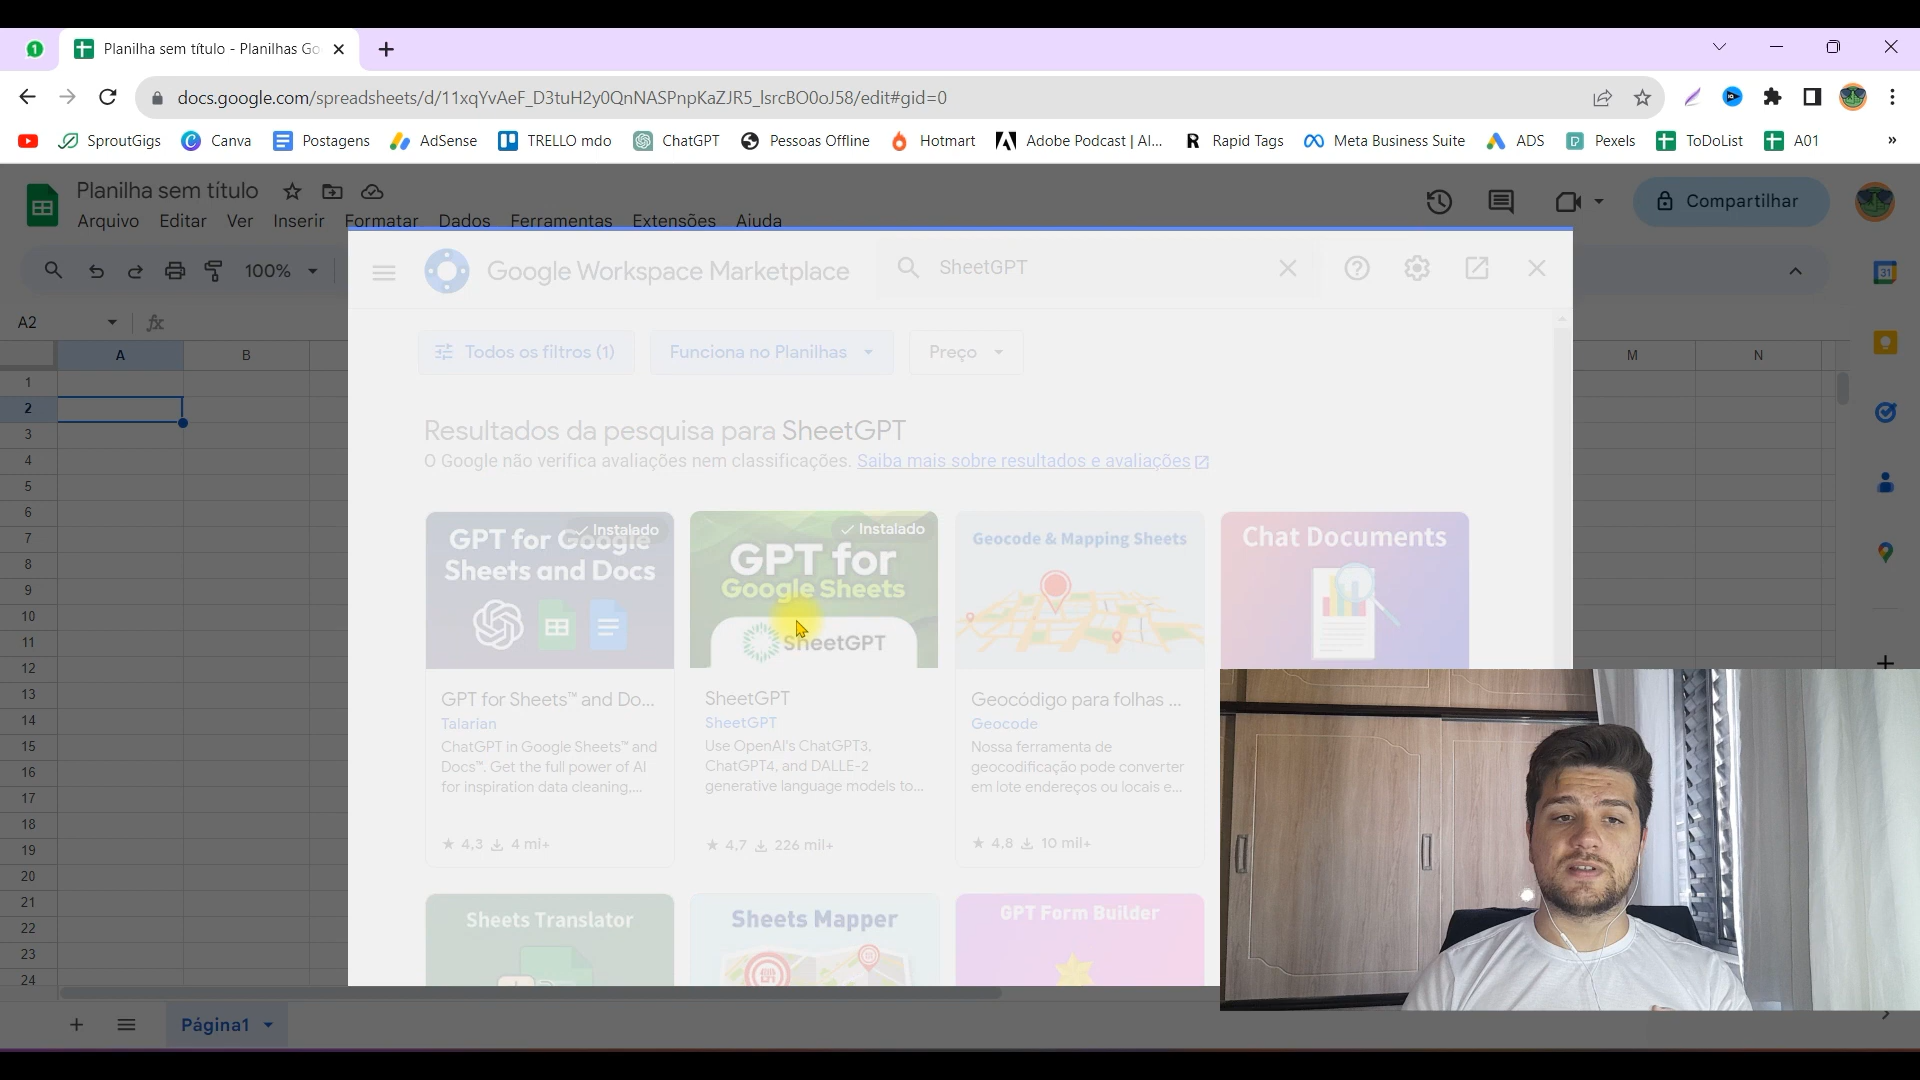 1
Planilha sem título - Planilhas Go
docs.google.com/spreadsheets/d/11xqYvAeF_D3tuH2y0QnNASPnpKaZJR5_lsrcBO0oJ58/edit#gid=0
SproutGigs
Canva
Postagens
AdSense
TRELLO mdo
ChatGPT
Pessoas Offline
Hotmart
Adobe Podcast | Al...
Rapid Tags
Meta Business Suite
ADS
Pexels
ToDoList
A01
»
Planilha sem título
Arquivo Editar Ver Inserir Formatar Dados Ferramentas Extensões Ajuda
Compartilhar
100%
Google Workspace Marketplace
SheetGPT
31
A2
fx
A B M N
Todos os filtros (1)
Funciona no Planilhas
Preço
1
2
3
4
5
6
7
8
9
10
11
12
13
14
15
16
17
18
19
20
21
22
23
24
Resultados da pesquisa para SheetGPT
O Google não verifica avaliações nem classificações. Saiba mais sobre resultados e avaliações
Instalado
GPT for Google
Sheets and Docs
Instalado
GPT for
Google Sheets
SheetGPT
Geocode & Mapping Sheets
Chat Documents
GPT for Sheets™ and Do...
Talarian
ChatGPT in Google Sheets™ and
Docs™. Get the full power of AI
for inspiration data cleaning,...
4,3 4 mi+
SheetGPT
SheetGPT
Use OpenAI's ChatGPT3,
ChatGPT4, and DALLE-2
generative language models to...
4,7 226 mil+
Geocódigo para folhas ...
Geocode
Nossa ferramenta de
geocodificação pode converter
em lote endereços ou locais e...
4,8 10 mil+
Sheets Translator
Sheets Mapper
GPT Form Builder
Página1